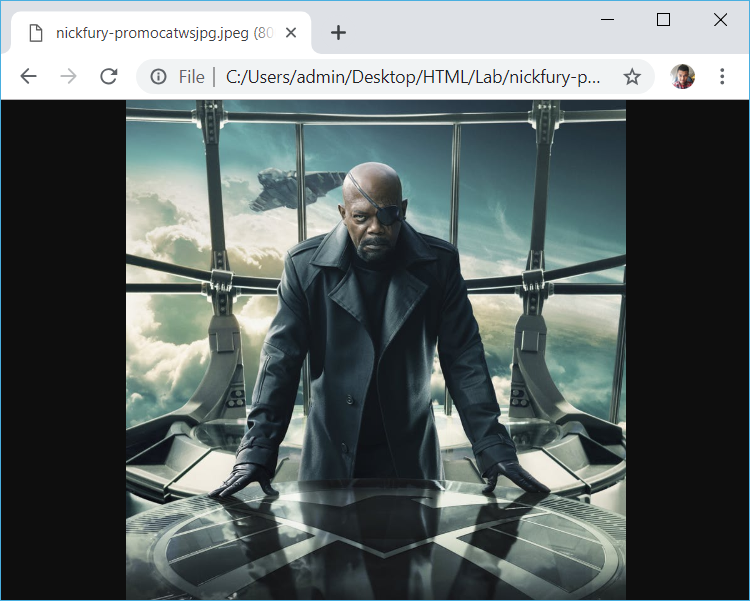 nickfury-promocatwsjpg.jpeg (80
File | C:/Users/admin/Desktop/HTML/Lab/nickfury-p...